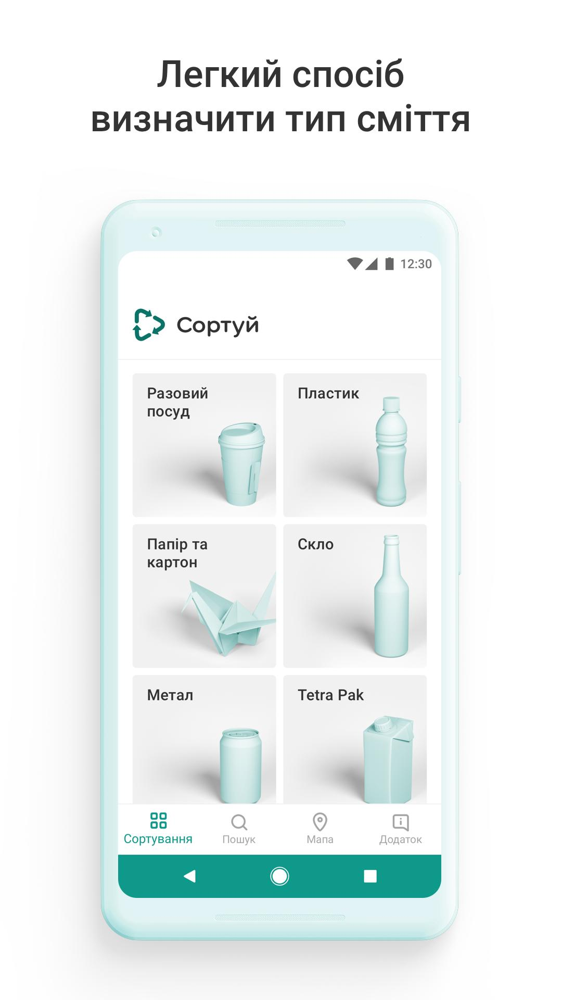 Легкий спосіб
визначити тип сміття
12:30
Сортуй
Разовий
посуд
Пластик
Папір та
картон
Скло
Метал
Tetra Pak
Сортування
Пошук
Мапа
Додаток